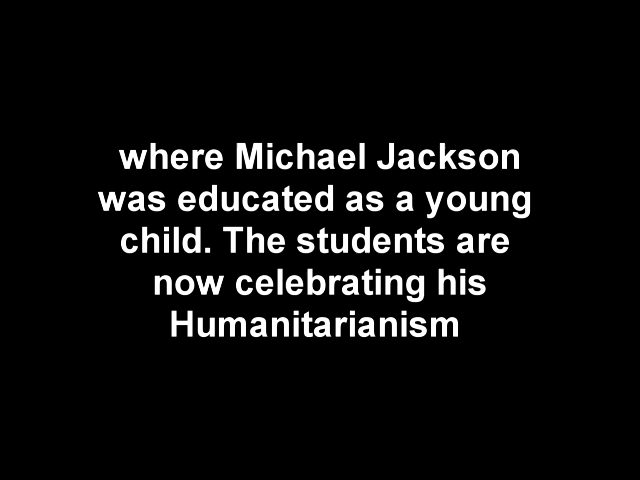 where Michael Jackson
was educated as a young
child. The students are
now celebrating his
Humanitarianism